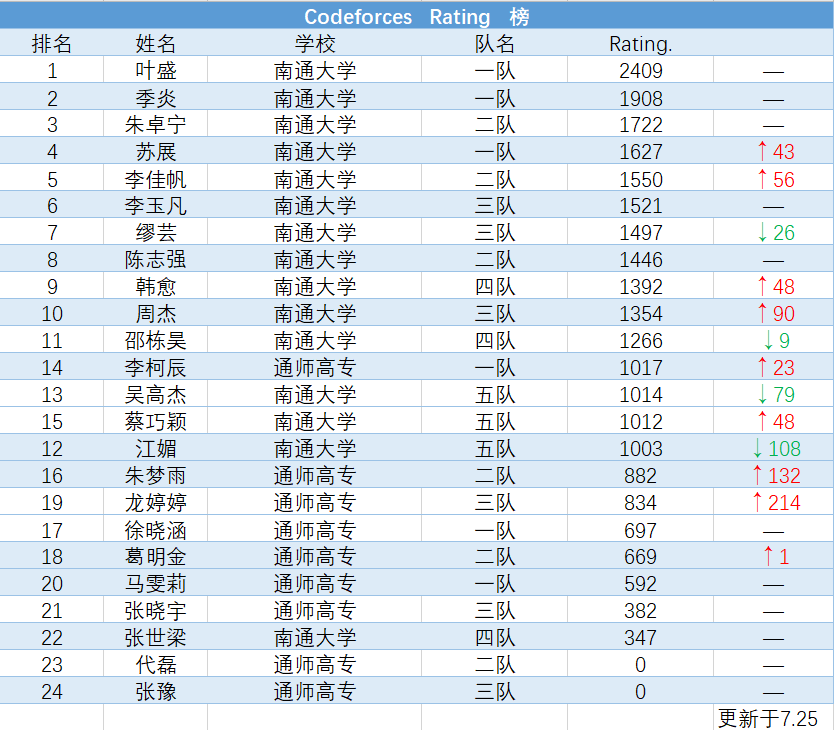 Codeforces Rating 榜
排名 姓名 学校 队名 Rating.
1 叶盛 南通大学 一队 2409 —
2 季炎 南通大学 一队 1908 —
3 朱卓宁 南通大学 二队 1722 —
4 苏展 南通大学 一队 1627 ↑43
5 李佳帆 南通大学 二队 1550 ↑56
6 李玉凡 南通大学 三队 1521 —
7 缪芸 南通大学 三队 1497 ↓26
8 陈志强 南通大学 二队 1446 —
9 韩愈 南通大学 四队 1392 ↑48
10 周杰 南通大学 三队 1354 ↑90
11 邵栋昊 南通大学 四队 1266 ↓9
14 李柯辰 通师高专 一队 1017 ↑23
13 吴高杰 南通大学 五队 1014 ↓79
15 蔡巧颖 南通大学 五队 1012 ↑48
12 江媚 南通大学 五队 1003 ↓108
16 朱梦雨 通师高专 二队 882 ↑132
19 龙婷婷 通师高专 三队 834 ↑214
17 徐晓涵 通师高专 一队 697 —
18 葛明金 通师高专 二队 669 ↑1
20 马雯莉 通师高专 一队 592 —
21 张晓宇 通师高专 三队 382 —
22 张世梁 南通大学 四队 347 —
23 代磊 通师高专 二队 0 —
24 张豫 通师高专 三队 0 —
更新于7.25